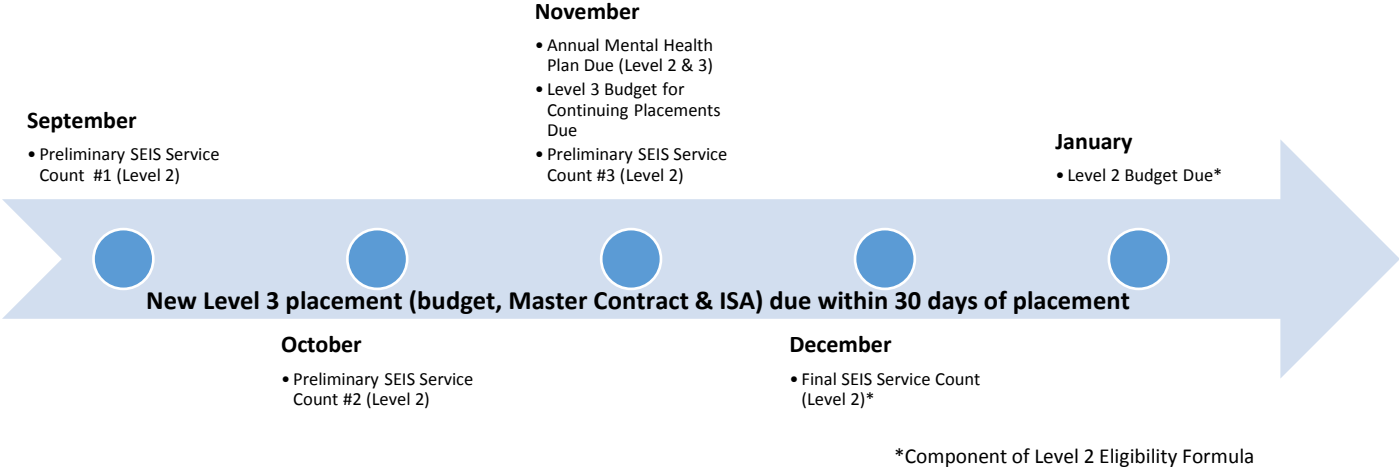 November
• Annual Mental Health
Plan Due (Level 2 & 3)
• Level 3 Budget for
Continuing Placements
Due
• Preliminary SEIS Service
Count #3 (Level 2)
September
• Preliminary SEIS Service
Count  #1 (Level 2)
January
• Level 2 Budget Due*
New Level 3 placement (budget, Master Contract & ISA) due within 30 days of placement
October
• Preliminary SEIS Service
Count #2 (Level 2)
December
• Final SEIS Service Count
(Level 2)*
*Component of Level 2 Eligibility Formula